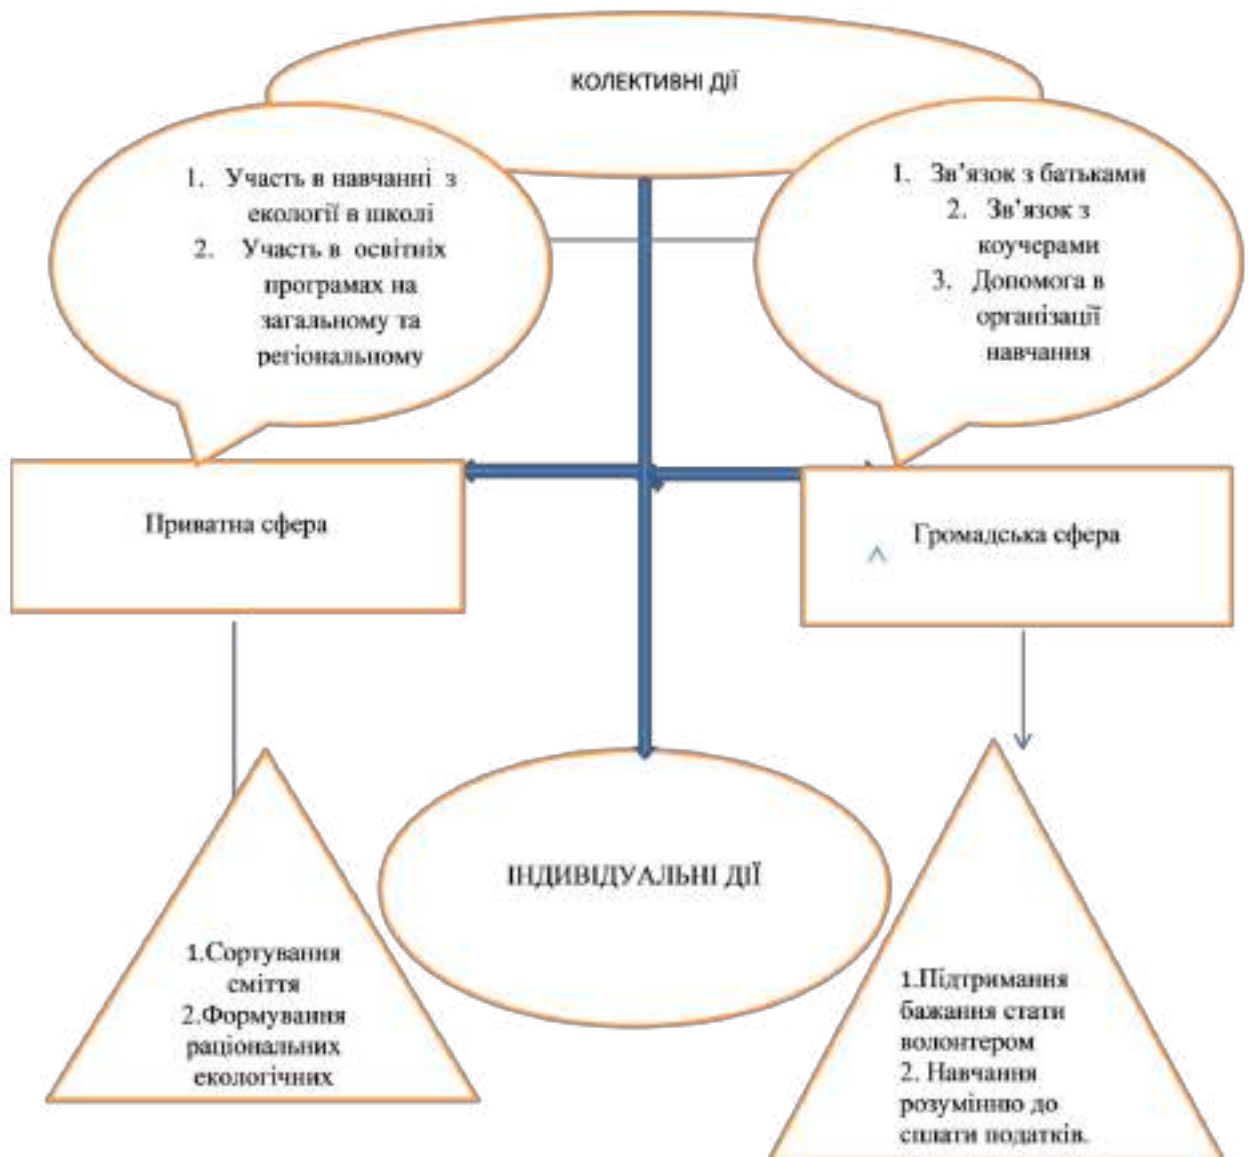 КОЛЕКТИВНІ ДІЇ
1. Участь в навчанні з
екології в школі
2. Участь в освітніх
програмах на
загальному та
регіональному
1. Зв'язок з батьками
2. Зв'язок з
коучерами
3. Допомога в
організації
навчання
Приватна сфера
Громадська сфера
ІНДИВІДУАЛЬНІ ДІЇ
1.Сортування
сміття
2.Формування
раціональних
екологічних
1.Підтримання
бажання стати
волонтером
2. Навчання
розумінню до
сплати податків.